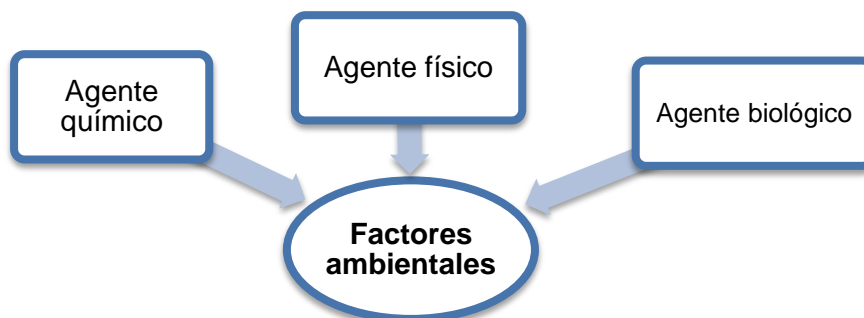 Agente
químico
Agente físico
Agente biológico
Factores
ambientales